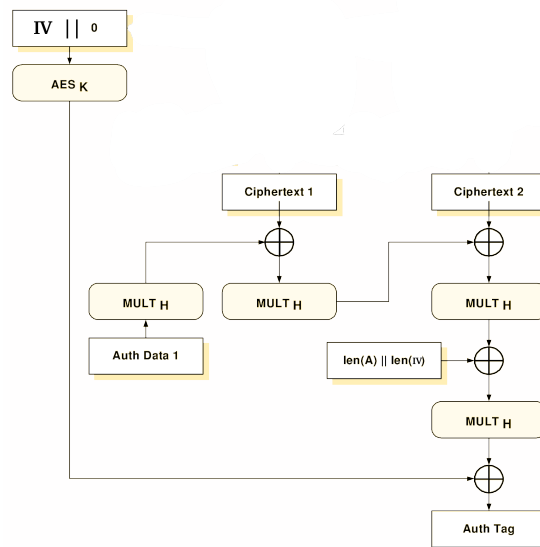 IV || 0
AES K
Ciphertext 1
Ciphertext 2
MULT H
MULT H
MULT H
Auth Data 1
len(A) || len(IV)
MULT H
Auth Tag